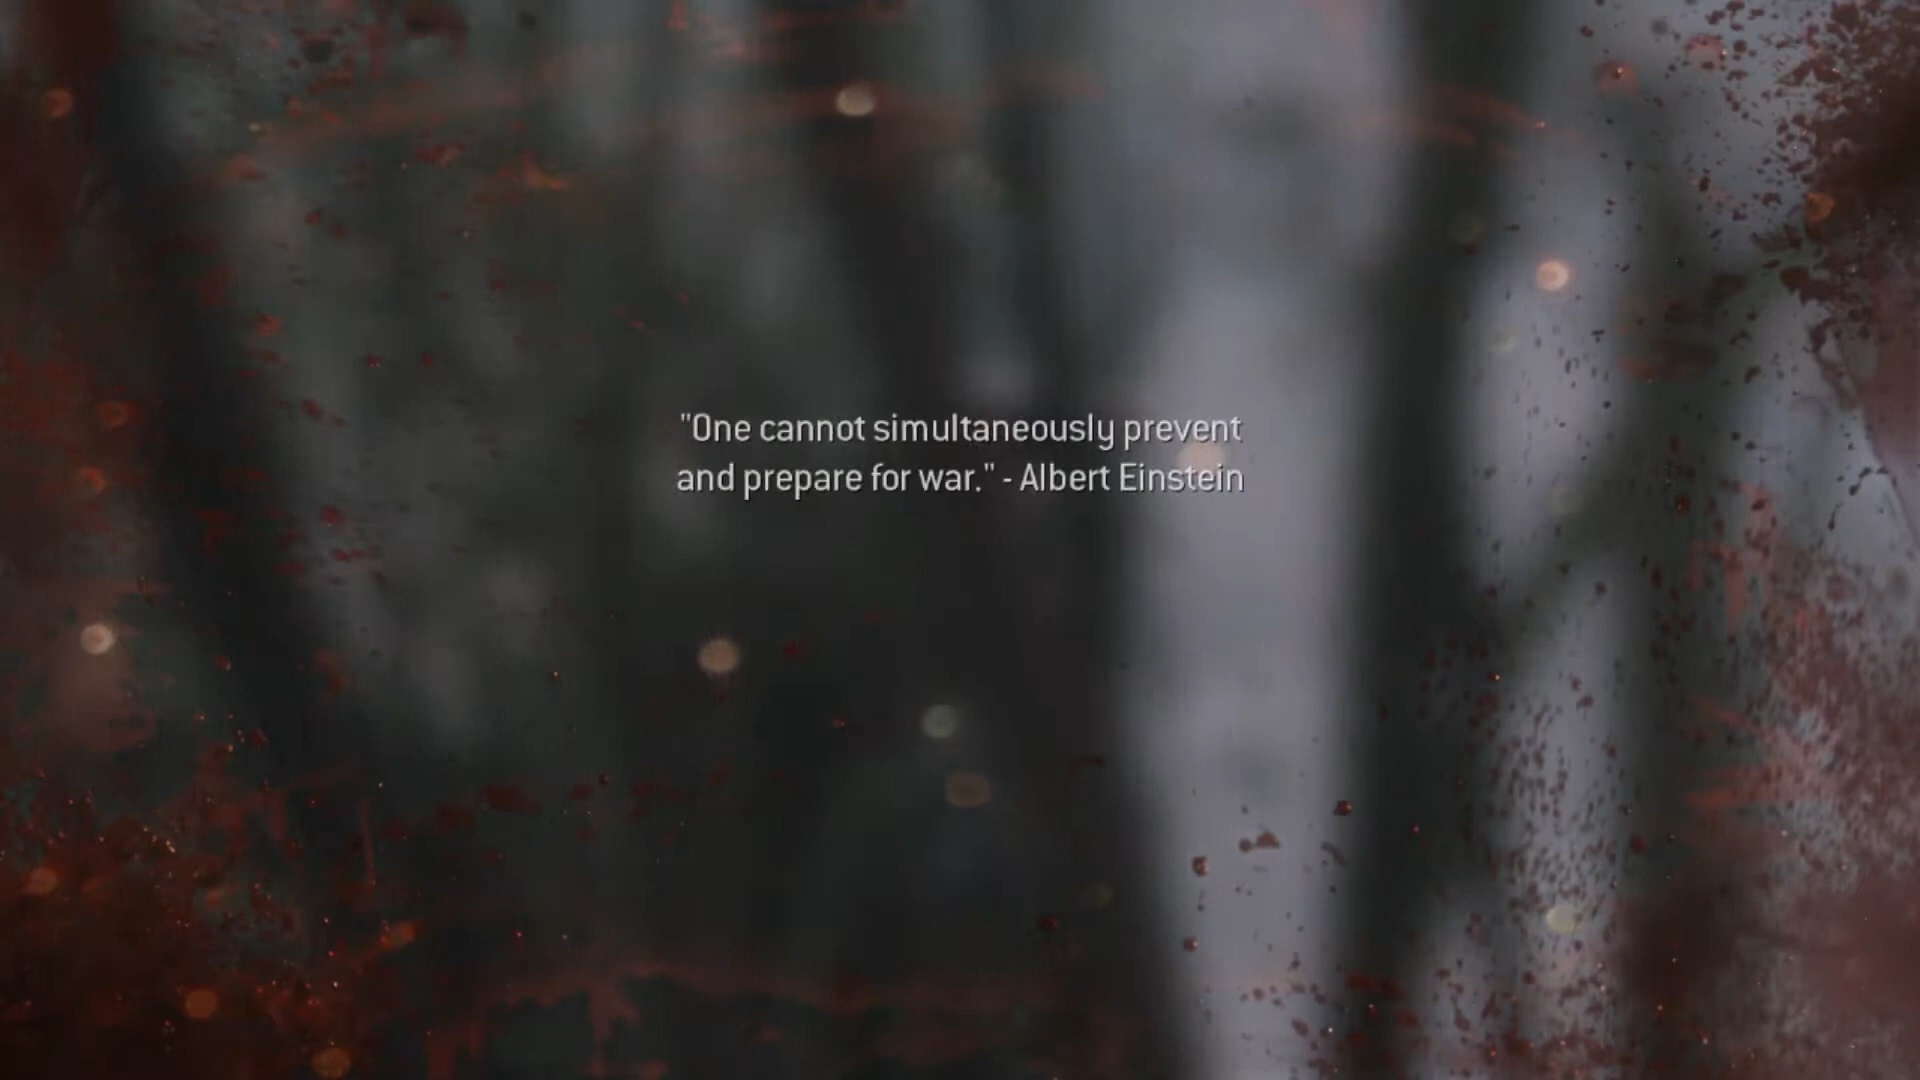 "One cannot simultaneously prevent
and prepare for war." - Albert Einstein